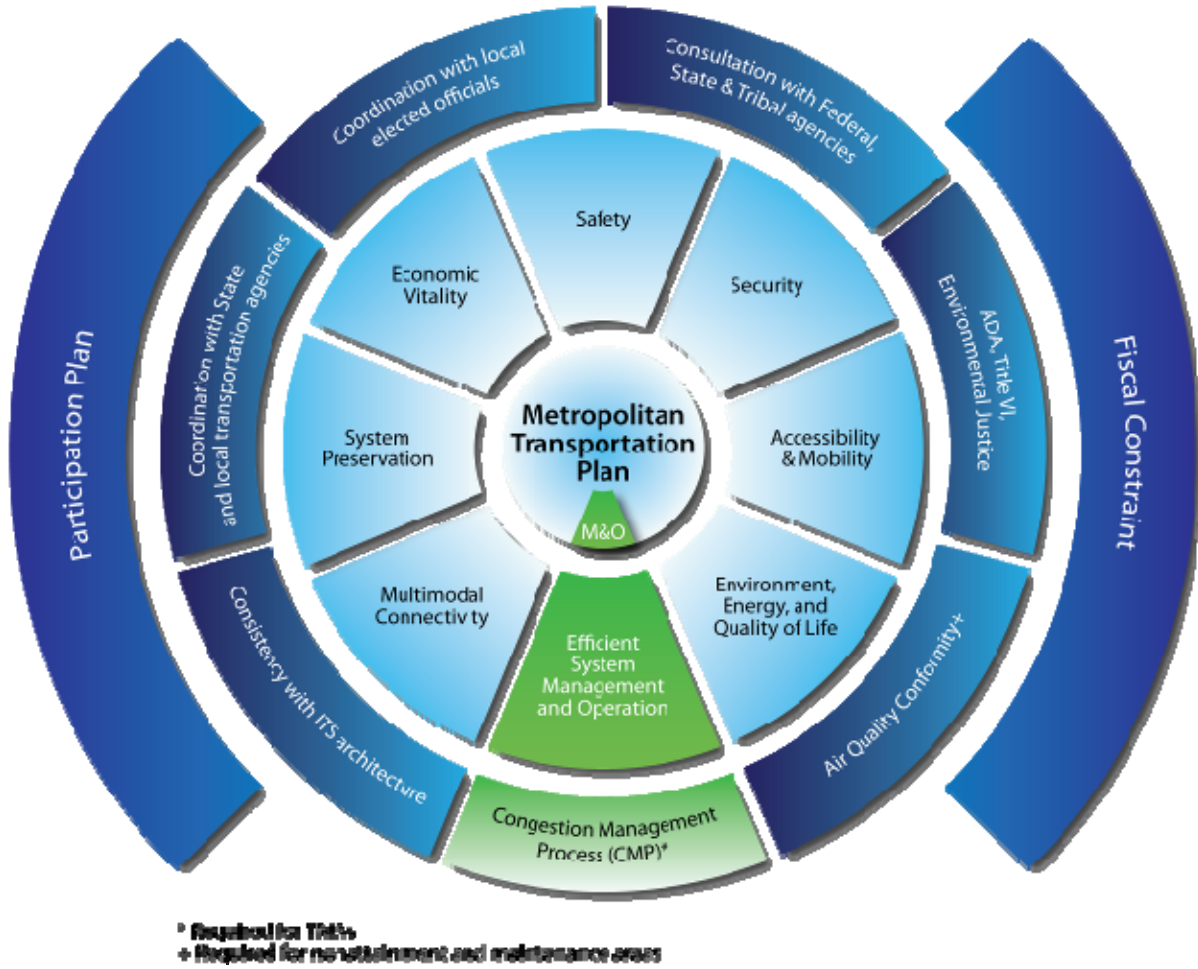 Coordination with local
elected officials
Consultation with Federal,
State & Tribal agencies
Participation Plan
Coordination with State
and local transportation agencies
Economic
Vitality
Safety
Security
ADA, Title VI,
Environmental Justice
Fiscal Constraint
System
Preservation
Metropolitan
Transportation
Plan
M&O
Accessibility
& Mobility
Multimodal
Connectivity
Efficient
System
Management
and Operation
Environment,
Energy, and
Quality of Life
Consistency with ITS architecture
Air Quality Conformity+
Congestion Management
Process (CMP)*
* Required for TMAs
+ Required for nonattainment and maintenance areas